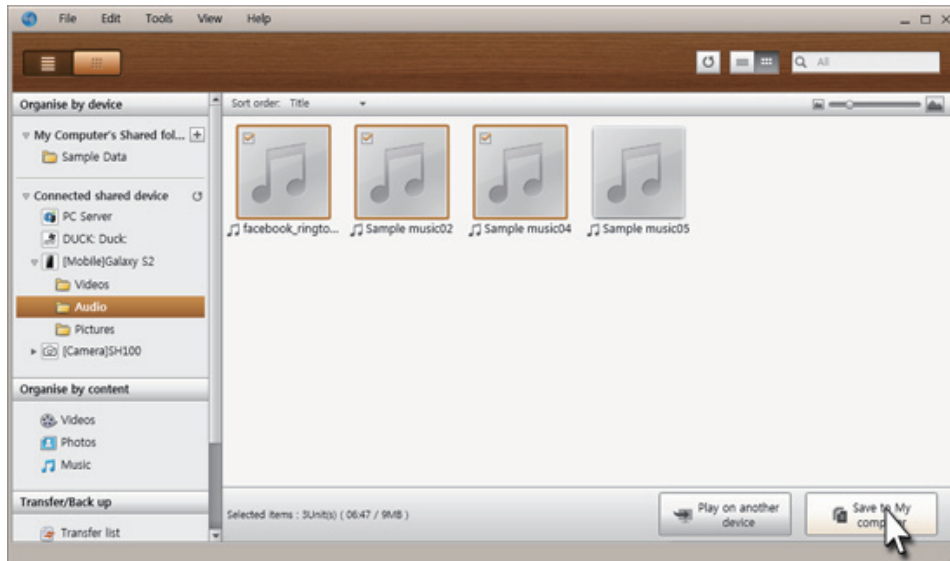 File Edit Tools View Help
All
Organise by device
Sort order: Title
My Computer's Shared fol...
Sample Data
Connected shared device
PC Server
DUCK: Duck:
[Mobile]Galaxy S2
Videos
Audio
Pictures
[Camera]SH100
facebook_ringto... Sample music02 Sample music04 Sample music05
Organise by content
Videos
Photos
Music
Transfer/Back up
Transfer list
Selected items : 3Unit(s) ( 06:47 / 9MB )
Play on another
device
Save to My
computer